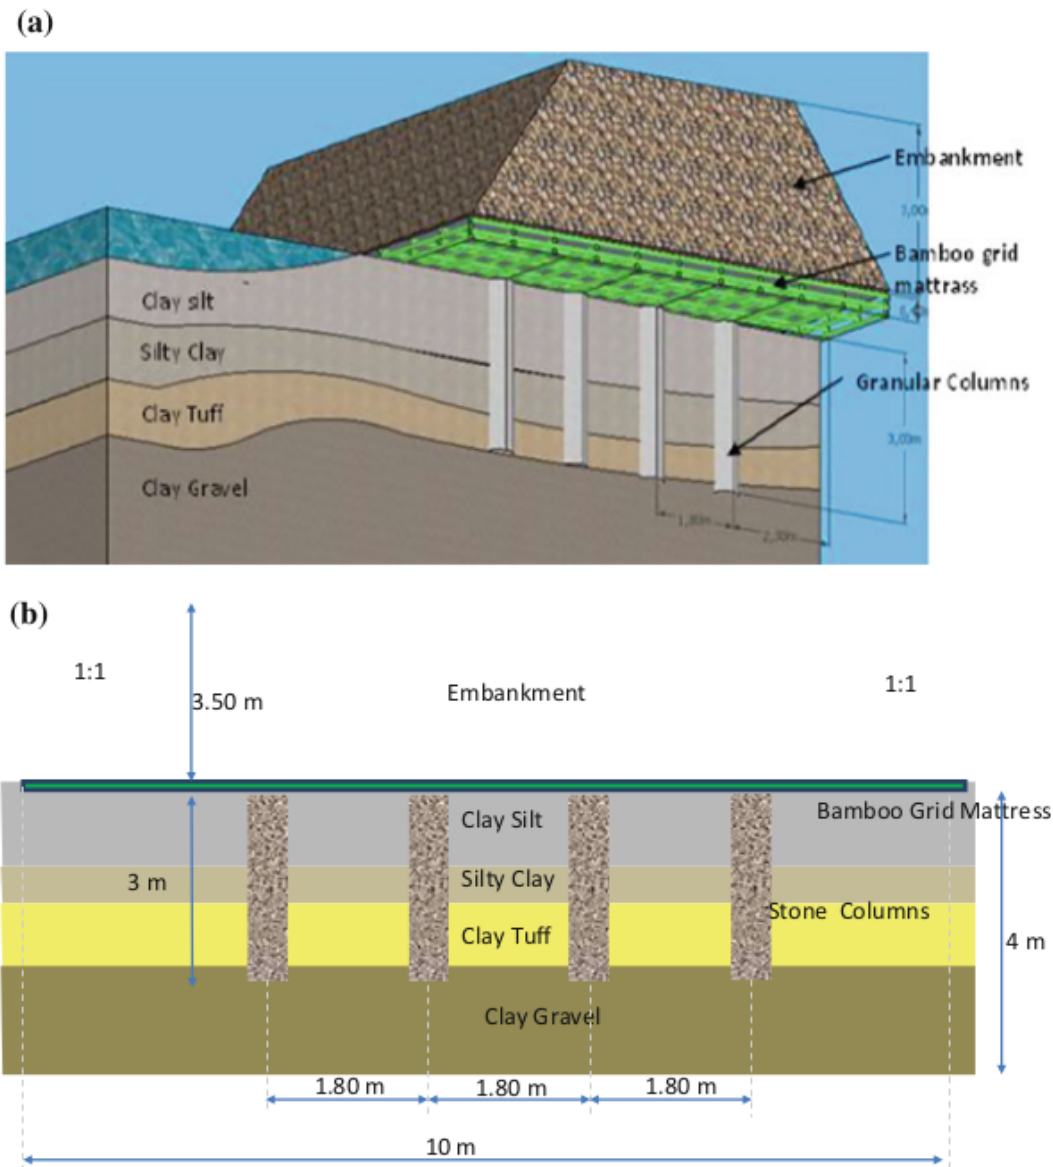 (a)
Embankment
Bamboo grid
mattrass
Clay silt
Silty Clay
Clay Tuff
Clay Gravel
Granular Columns
3,00m
1,80m
(b)
1:1
3.50 m
Embankment
1:1
Clay Silt
Bamboo Grid Mattress
3 m
Silty Clay
Stone Columns
Clay Tuff
4 m
Clay Gravel
1.80 m
1.80 m
1.80 m
10 m